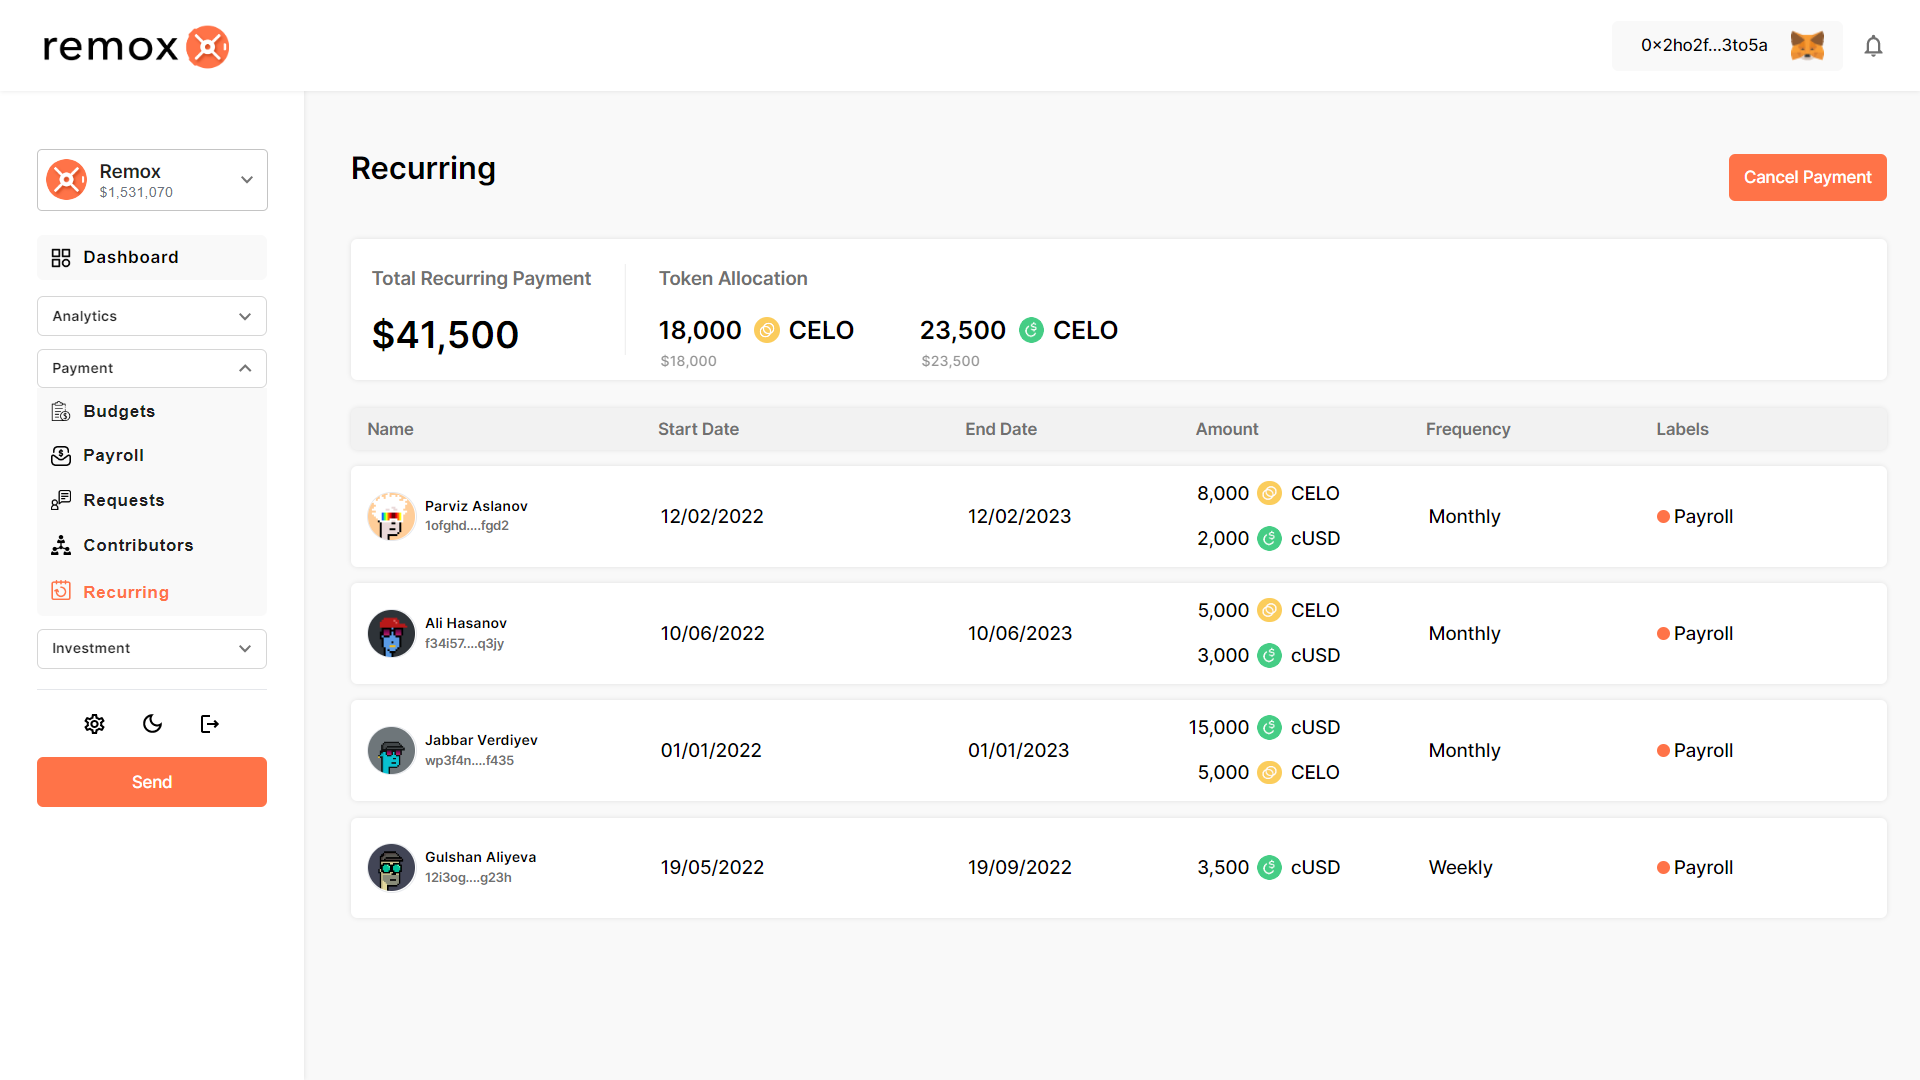 remox
0x2ho2f...3to5a
Remox
$1,531,070
Dashboard
Analytics
Payment
Budgets
Payroll
Requests
Contributors
Recurring
Investment
Send
Recurring
Cancel Payment
Total Recurring Payment
$41,500
Token Allocation
18,000 CELO
$18,000
23,500 CELO
$23,500
Name Start Date End Date Amount Frequency Labels
Parviz Aslanov
1ofghd....fgd2
12/02/2022
12/02/2023
8,000 CELO
2,000 cUSD
Monthly
Payroll
Ali Hasanov
f34i57....q3jy
10/06/2022
10/06/2023
5,000 CELO
3,000 cUSD
Monthly
Payroll
Jabbar Verdiyev
wp3f4n....f435
01/01/2022
01/01/2023
15,000 cUSD
5,000 CELO
Monthly
Payroll
Gulshan Aliyeva
12i3og....g23h
19/05/2022
19/09/2022
3,500 cUSD
Weekly
Payroll